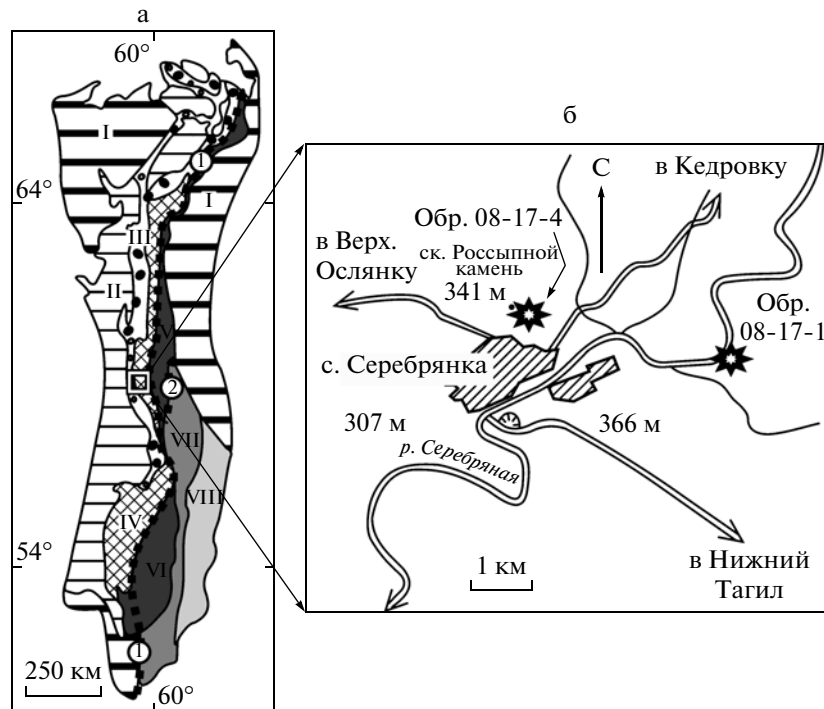 а
60°
I
1
64°
I
III
II
V
2
VII
VIII
IV
54°
VI
1
250 км
60°
б
С
в Кедровку
Обр. 08-17-4
в Верх.
Ослянку
ск. Россыпной
камень
341 м
Обр.
08-17-1
с. Серебрянка
307 м
366 м
р. Серебряная
1 км
в Нижний
Тагил